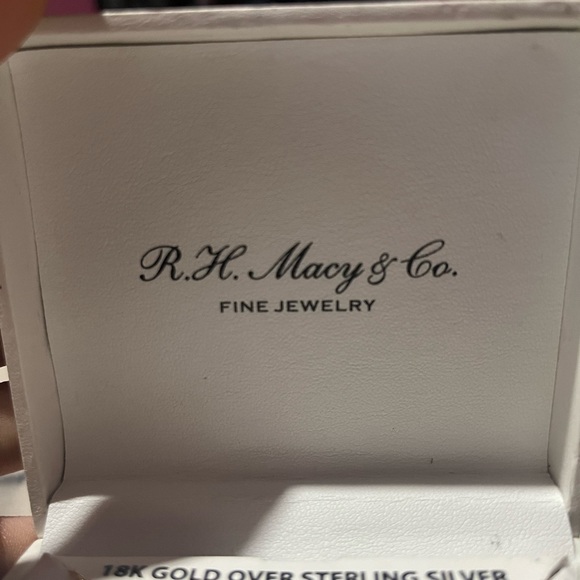 R.H. Macy & Co.
FINE JEWELRY
18K GOLD OVER STERLING SILVER